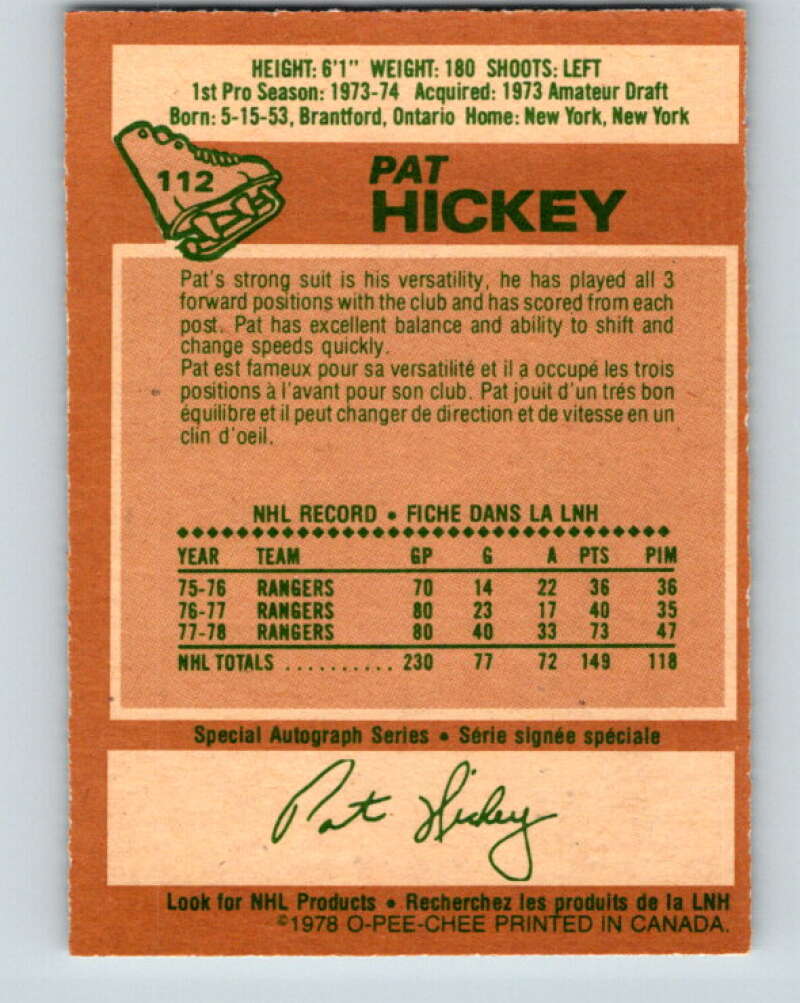 HEIGHT: 6'1" WEIGHT: 180 SHOOTS: LEFT
1st Pro Season: 1973-74 Acquired: 1973 Amateur Draft
Born: 5-15-53, Brantford, Ontario Home: New York, New York
112
PAT
HICKEY
Pat's strong suit is his versatility, he has played all 3
forward positions with the club and has scored from each
post. Pat has excellent balance and ability to shift and
change speeds quickly.
Pat est fameux pour sa versatilité et il a occupé les trois
positions à l'avant pour son club. Pat jouit d'un trés bon
équilibre et il peut changer de direction et de vitesse en un
clin d'oeil.
NHL RECORD • FICHE DANS LA LNH
YEAR TEAM GP G A PTS PIM
75-76 RANGERS 70 14 22 36 36
76-77 RANGERS 80 23 17 40 35
77-78 RANGERS 80 40 33 73 47
NHL TOTALS .......... 230 77 72 149 118
Special Autograph Series • Série signée spéciale
Pat Hickey
Look for NHL Products • Recherchez les produits de la LNH
©1978 O-PEE-CHEE PRINTED IN CANADA.